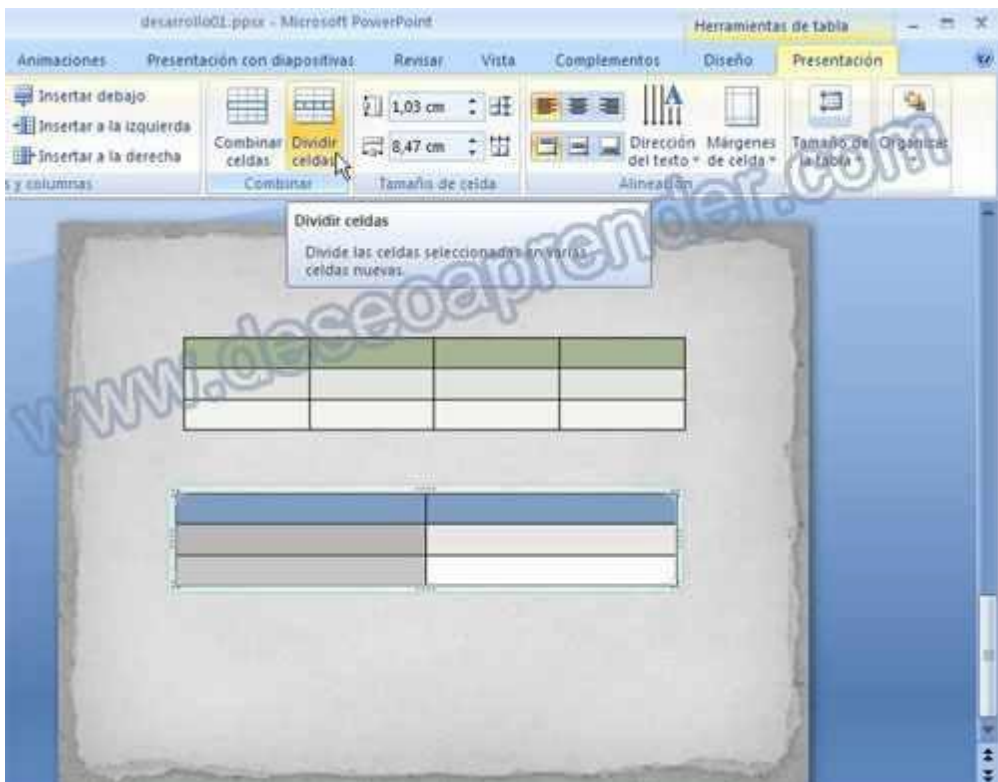 desarrollo01.ppsx - Microsoft PowerPoint
Herramientas de tabla
Animaciones Presentación con diapositivas Revisar Vista Complementos Diseño Presentación
Insertar debajo
Insertar a la izquierda
Insertar a la derecha
s y columnas
Combinar celdas
Dividir celdas
Combinar
1,03 cm
8,47 cm
Tamaño de celda
Dirección del texto
Márgenes de celda
Alineación
Tamaño de la tabla
Organizar
Dividir celdas
Divide las celdas seleccionadas en varias
celdas nuevas.
www.deseoaprender.com